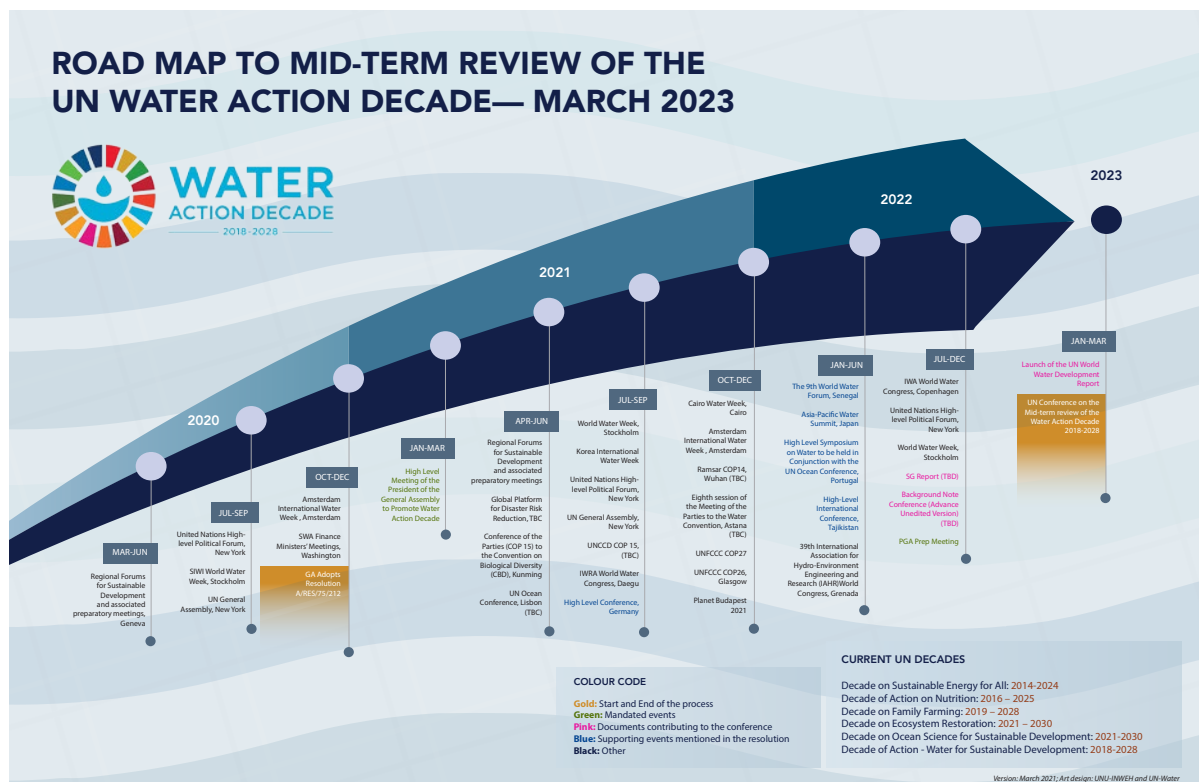 ROAD MAP TO MID-TERM REVIEW OF THE
UN WATER ACTION DECADE— MARCH 2023
WATER
ACTION DECADE
2018-2028
2020
2021
2022
2023
MAR-JUN
Regional Forums
for Sustainable
Development
and associated
preparatory meetings,
Geneva
JUL-SEP
United Nations High-
level Political Forum,
New York
SIWI World Water
Week, Stockholm
UN General
Assembly, New York
OCT-DEC
Amsterdam
International Water
Week , Amsterdam
SWA Finance
Ministers' Meetings,
Washington
GA Adopts
Resolution
A/RES/75/212
JAN-MAR
High Level
Meeting of the
President of the
General Assembly
to Promote Water
Action Decade
APR-JUN
Regional Forums
for Sustainable
Development
and associated
preparatory meetings
Global Platform
for Disaster Risk
Reduction, TBC
Conference of the
Parties (COP 15) to
the Convention on
Biological Diversity
(CBD), Kunming
UN Ocean
Conference, Lisbon
(TBC)
JUL-SEP
World Water Week,
Stockholm
Korea International
Water Week
United Nations High-
level Political Forum,
New York
UN General Assembly,
New York
UNCCD COP 15,
(TBC)
IWRA World Water
Congress, Daegu
High Level Conference,
Germany
OCT-DEC
Cairo Water Week,
Cairo
Amsterdam
International Water
Week , Amsterdam
Ramsar COP14,
Wuhan (TBC)
Eighth session of
the Meeting of the
Parties to the Water
Convention, Astana
(TBC)
UNFCCC COP27
UNFCCC COP26,
Glasgow
Planet Budapest
2021
JAN-JUN
The 9th World Water
Forum, Senegal
Asia-Pacific Water
Summit, Japan
High Level Symposium
on Water to be held in
Conjunction with the
UN Ocean Conference,
Portugal
High-Level
International
Conference,
Tajikistan
39th International
Association for
Hydro-Environment
Engineering and
Research (IAHR)World
Congress, Grenada
JUL-DEC
IWA World Water
Congress, Copenhagen
United Nations High-
level Political Forum,
New York
World Water Week,
Stockholm
SG Report (TBD)
Background Note
Conference (Advance
Unedited Version)
(TBD)
PGA Prep Meeting
JAN-MAR
Launch of the UN World
Water Development
Report
UN Conference on the
Mid-term review of the
Water Action Decade
2018-2028
COLOUR CODE
Gold: Start and End of the process
Green: Mandated events
Pink: Documents contributing to the conference
Blue: Supporting events mentioned in the resolution
Black: Other
CURRENT UN DECADES
Decade on Sustainable Energy for All: 2014-2024
Decade of Action on Nutrition: 2016 – 2025
Decade on Family Farming: 2019 – 2028
Decade on Ecosystem Restoration: 2021 – 2030
Decade on Ocean Science for Sustainable Development: 2021-2030
Decade of Action - Water for Sustainable Development: 2018-2028
Version: March 2021; Art design: UNU-INWEH and UN-Water